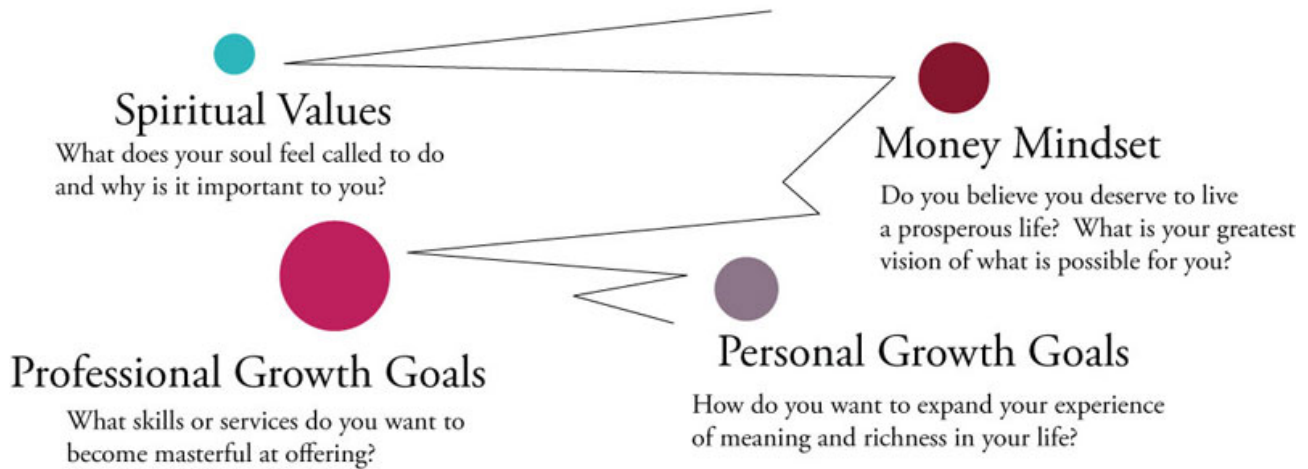 Spiritual Values
What does your soul feel called to do
and why is it important to you?
Money Mindset
Do you believe you deserve to live
a prosperous life?  What is your greatest
vision of what is possible for you?
Professional Growth Goals
What skills or services do you want to
become masterful at offering?
Personal Growth Goals
How do you want to expand your experience
of meaning and richness in your life?